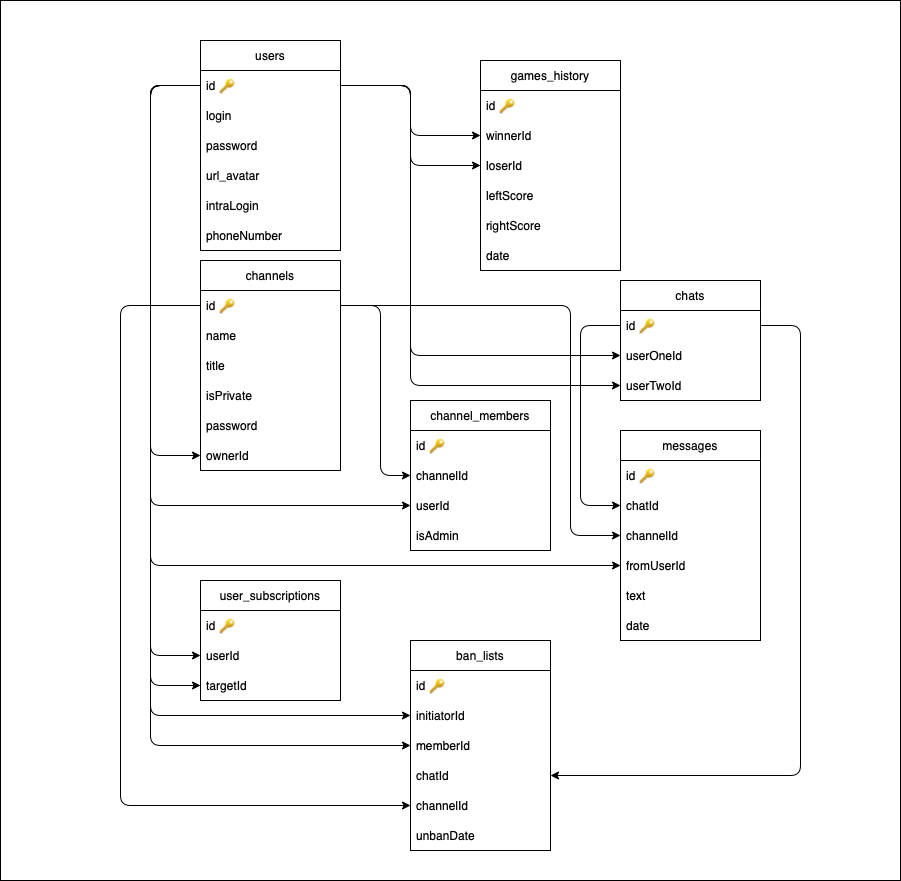 users
id 🔑
login
password
url_avatar
intraLogin
phoneNumber
games_history
id 🔑
winnerId
loserId
leftScore
rightScore
date
channels
id 🔑
name
title
isPrivate
password
ownerId
chats
id 🔑
userOneId
userTwoId
channel_members
id 🔑
channelId
userId
isAdmin
messages
id 🔑
chatId
channelId
fromUserId
text
date
user_subscriptions
id 🔑
userId
targetId
ban_lists
id 🔑
initiatorId
memberId
chatId
channelId
unbanDate